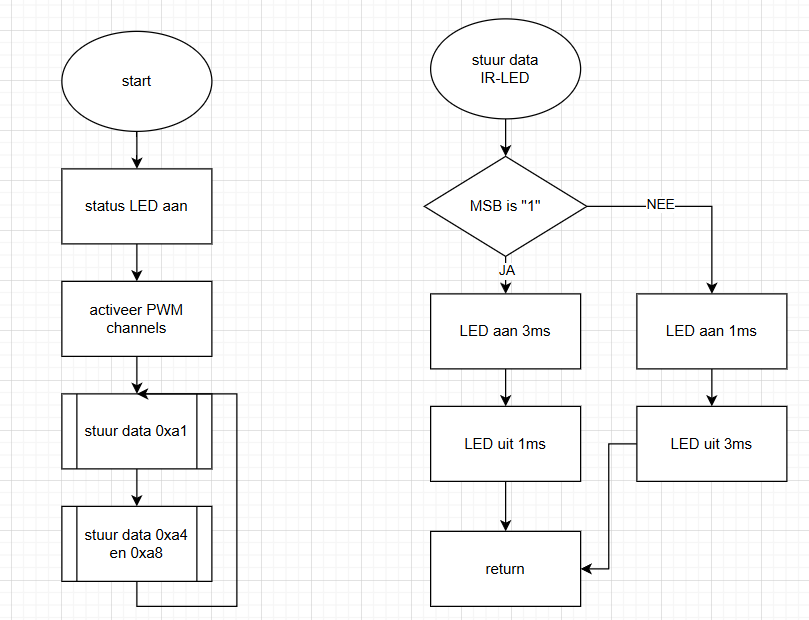 start
status LED aan
activeer PWM
channels
stuur data 0xa1
stuur data 0xa4
en 0xa8
stuur data
IR-LED
MSB is "1"
NEE
JA
LED aan 3ms
LED aan 1ms
LED uit 1ms
LED uit 3ms
return